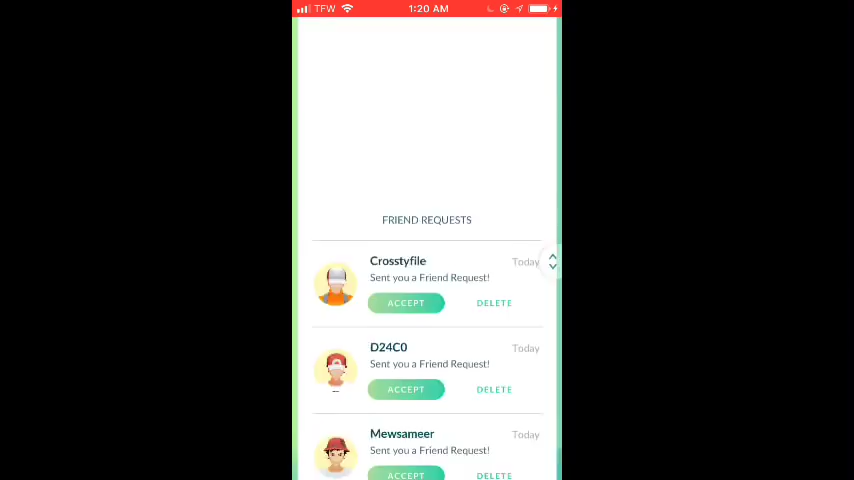 TFW 1:20 AM
FRIEND REQUESTS
Crosstyfile Today
Sent you a Friend Request!
ACCEPT DELETE
D24C0 Today
Sent you a Friend Request!
ACCEPT DELETE
Mewsameer Today
Sent you a Friend Request!
ACCEPT DELETE